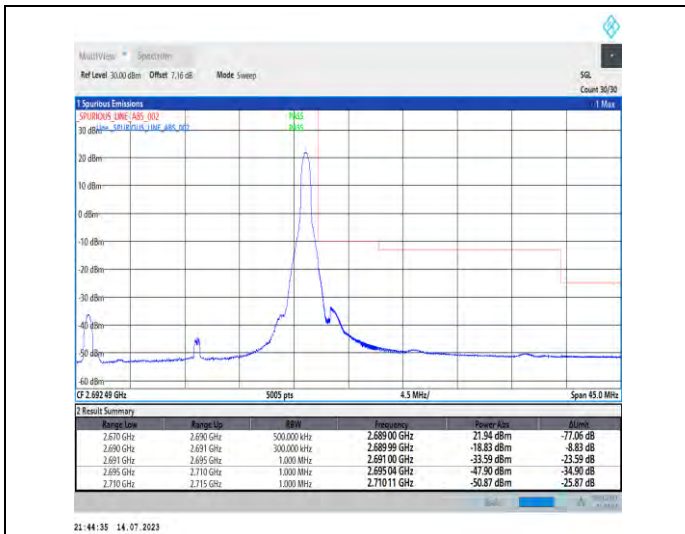 MultiView Spectrum
Ref Level 30.00 dBm Offset 7.16 dB Mode Sweep SGL
Count 30/30
1 Spurious Emissions 1 Max
_SPURIOUS_LINE_ABS_002 PASS
30 dBm Line _SPURIOUS_LINE_ABS_002 PASS
20 dBm
10 dBm
0 dBm
-10 dBm
-20 dBm
-30 dBm
-40 dBm
-50 dBm
-60 dBm
CF 2.692 49 GHz 5005 pts 4.5 MHz/ Span 45.0 MHz
2 Result Summary
Range Low Range Up RBW Frequency Power Abs ΔLimit
2.670 GHz 2.690 GHz 500.000 kHz 2.689 00 GHz 21.94 dBm -77.06 dB
2.690 GHz 2.691 GHz 300.000 kHz 2.689 99 GHz -18.83 dBm -8.83 dB
2.691 GHz 2.695 GHz 1.000 MHz 2.691 00 GHz -33.59 dBm -23.59 dB
2.695 GHz 2.710 GHz 1.000 MHz 2.695 04 GHz -47.90 dBm -34.90 dB
2.710 GHz 2.715 GHz 1.000 MHz 2.710 11 GHz -50.87 dBm -25.87 dB
21:44:35 14.07.2023